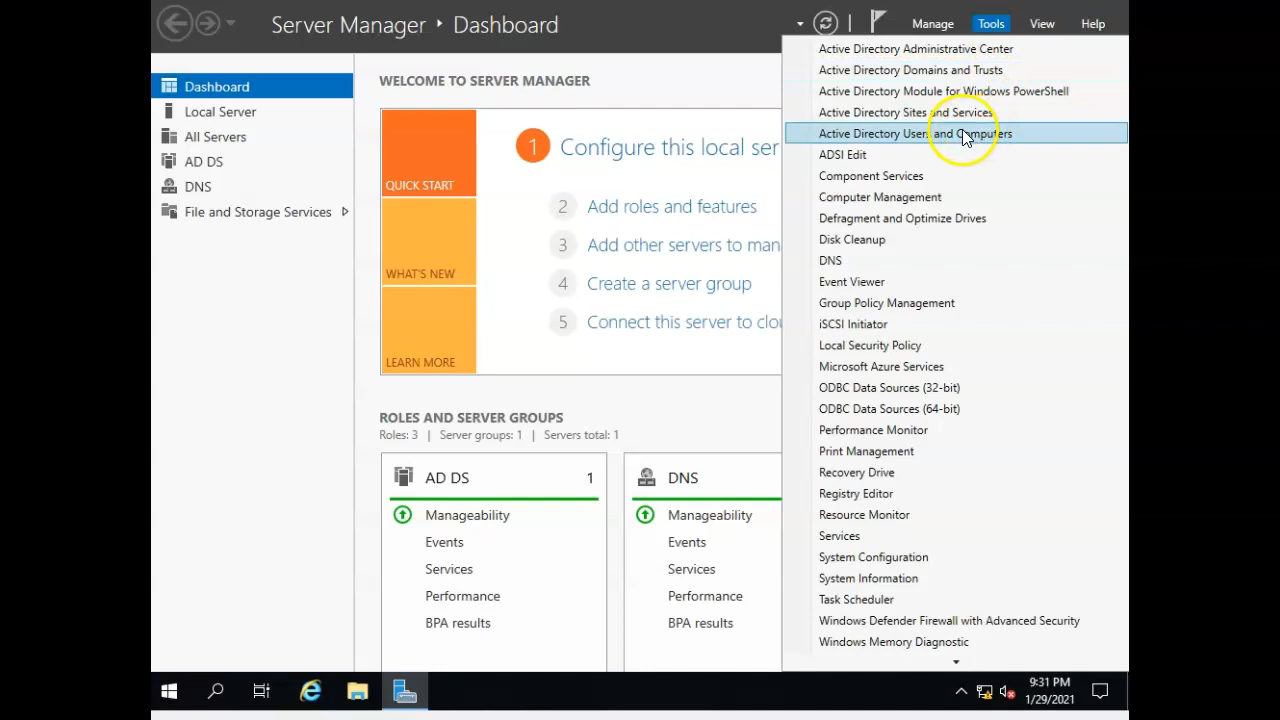 Server Manager ‣ Dashboard
Manage
Tools
View
Help
Dashboard
Local Server
All Servers
AD DS
DNS
File and Storage Services
WELCOME TO SERVER MANAGER
QUICK START
WHAT'S NEW
LEARN MORE
1 Configure this local ser
2 Add roles and features
3 Add other servers to man
4 Create a server group
5 Connect this server to clou
ROLES AND SERVER GROUPS
Roles: 3 | Server groups: 1 | Servers total: 1
AD DS 1
Manageability
Events
Services
Performance
BPA results
DNS
Manageability
Events
Services
Performance
BPA results
Active Directory Administrative Center
Active Directory Domains and Trusts
Active Directory Module for Windows PowerShell
Active Directory Sites and Services
Active Directory Users and Computers
ADSI Edit
Component Services
Computer Management
Defragment and Optimize Drives
Disk Cleanup
DNS
Event Viewer
Group Policy Management
iSCSI Initiator
Local Security Policy
Microsoft Azure Services
ODBC Data Sources (32-bit)
ODBC Data Sources (64-bit)
Performance Monitor
Print Management
Recovery Drive
Registry Editor
Resource Monitor
Services
System Configuration
System Information
Task Scheduler
Windows Defender Firewall with Advanced Security
Windows Memory Diagnostic
9:31 PM
1/29/2021